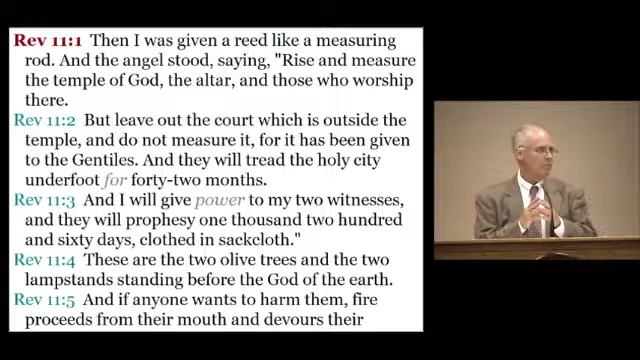 Rev 11:1 Then I was given a reed like a measuring
rod. And the angel stood, saying, "Rise and measure
the temple of God, the altar, and those who worship
there.
Rev 11:2 But leave out the court which is outside the
temple, and do not measure it, for it has been given
to the Gentiles. And they will tread the holy city
underfoot for forty-two months.
Rev 11:3 And I will give power to my two witnesses,
and they will prophesy one thousand two hundred
and sixty days, clothed in sackcloth."
Rev 11:4 These are the two olive trees and the two
lampstands standing before the God of the earth.
Rev 11:5 And if anyone wants to harm them, fire
proceeds from their mouth and devours their